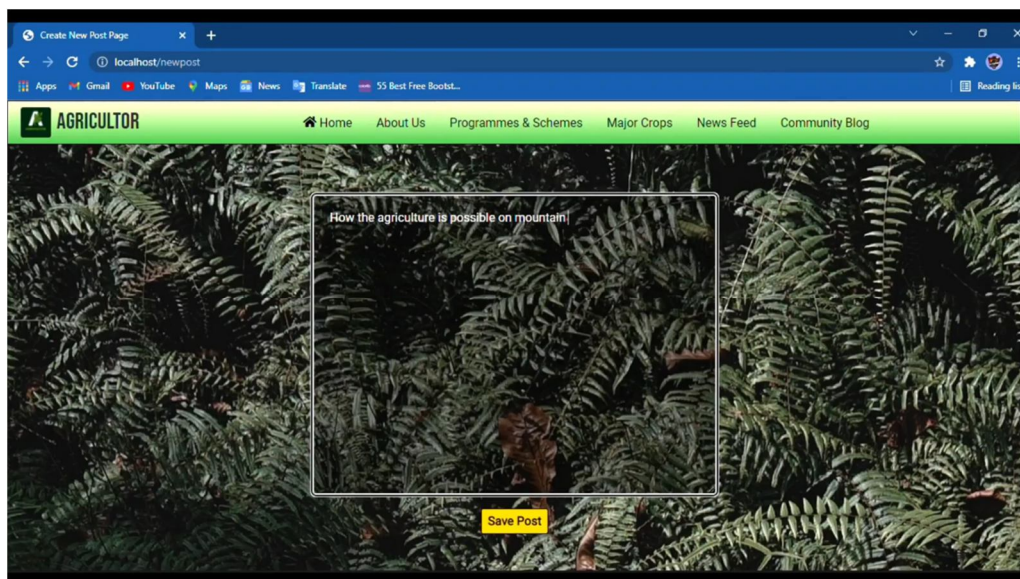 Create New Post Page
localhost/newpost
Apps Gmail YouTube Maps News Translate 55 Best Free Bootst... Reading lis
AGRICULTOR Home About Us Programmes & Schemes Major Crops News Feed Community Blog
How the agriculture is possible on mountain
Save Post